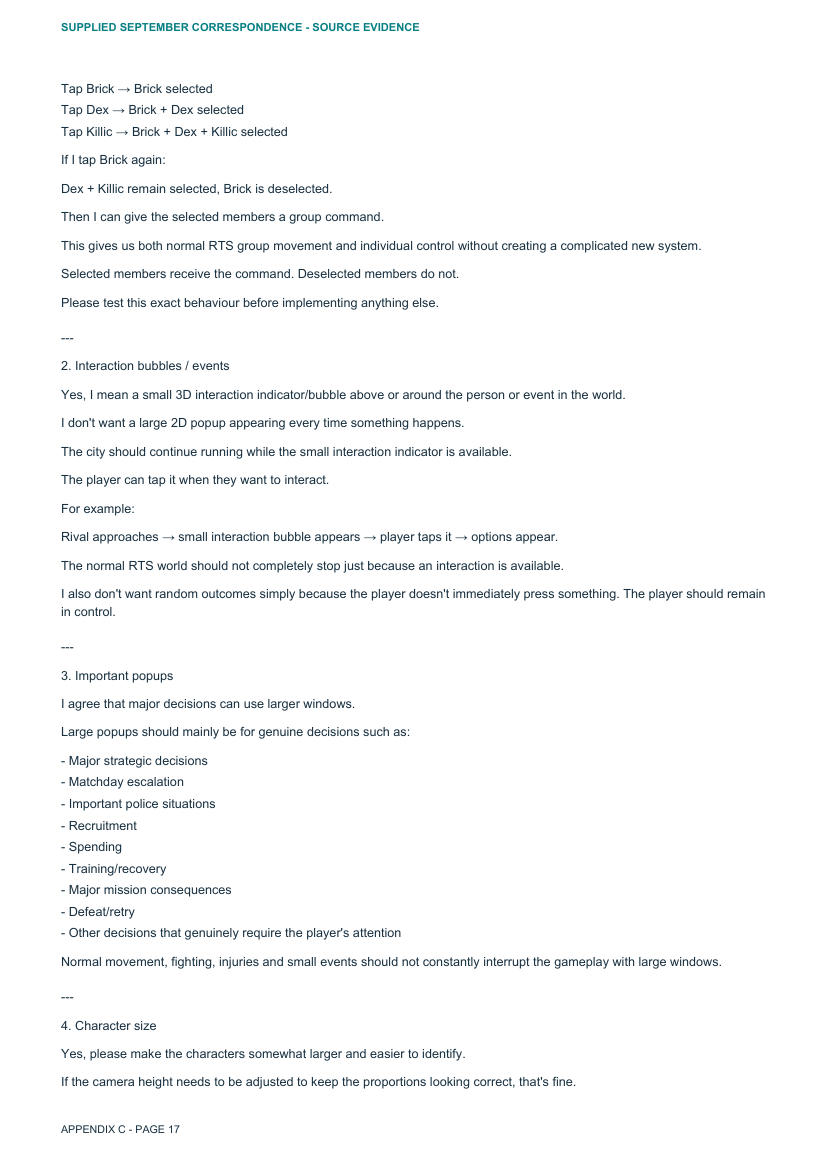 SUPPLIED SEPTEMBER CORRESPONDENCE - SOURCE EVIDENCE
Tap Brick → Brick selected
Tap Dex → Brick + Dex selected
Tap Killic → Brick + Dex + Killic selected
If I tap Brick again:
Dex + Killic remain selected, Brick is deselected.
Then I can give the selected members a group command.
This gives us both normal RTS group movement and individual control without creating a complicated new system.
Selected members receive the command. Deselected members do not.
Please test this exact behaviour before implementing anything else.
---
2. Interaction bubbles / events
Yes, I mean a small 3D interaction indicator/bubble above or around the person or event in the world.
I don't want a large 2D popup appearing every time something happens.
The city should continue running while the small interaction indicator is available.
The player can tap it when they want to interact.
For example:
Rival approaches → small interaction bubble appears → player taps it → options appear.
The normal RTS world should not completely stop just because an interaction is available.
I also don't want random outcomes simply because the player doesn't immediately press something. The player should remain
in control.
---
3. Important popups
I agree that major decisions can use larger windows.
Large popups should mainly be for genuine decisions such as:
- Major strategic decisions
- Matchday escalation
- Important police situations
- Recruitment
- Spending
- Training/recovery
- Major mission consequences
- Defeat/retry
- Other decisions that genuinely require the player's attention
Normal movement, fighting, injuries and small events should not constantly interrupt the gameplay with large windows.
---
4. Character size
Yes, please make the characters somewhat larger and easier to identify.
If the camera height needs to be adjusted to keep the proportions looking correct, that's fine.
APPENDIX C - PAGE 17